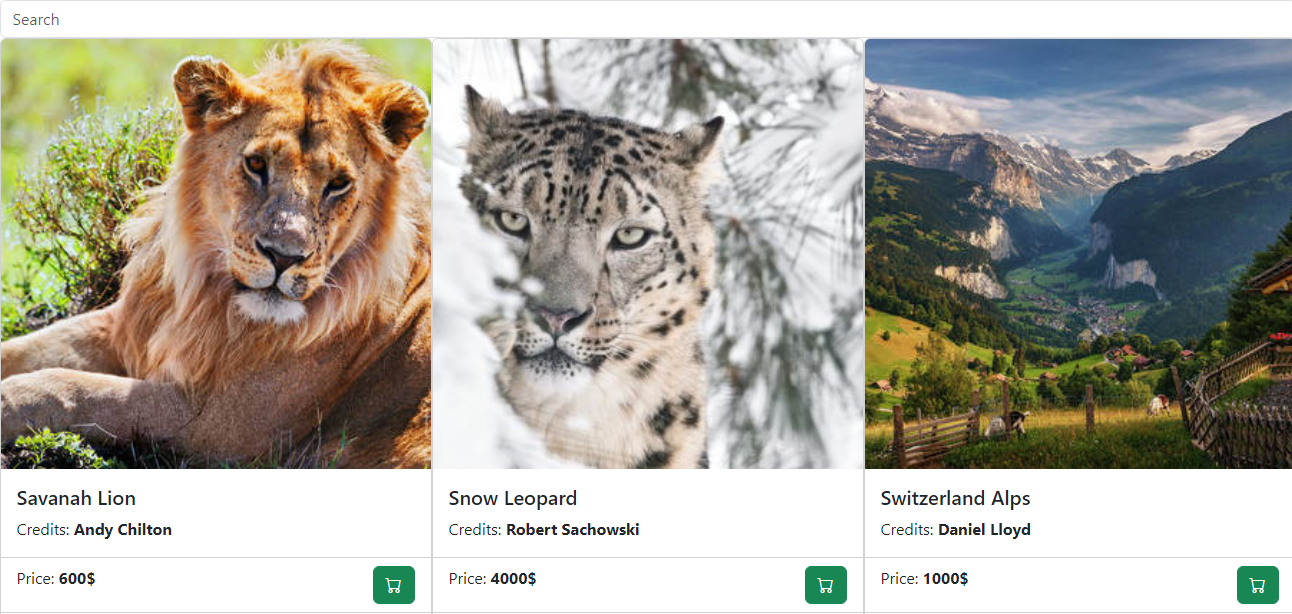 Search
Savanah Lion
Credits: Andy Chilton
Price: 600$
Snow Leopard
Credits: Robert Sachowski
Price: 4000$
Switzerland Alps
Credits: Daniel Lloyd
Price: 1000$